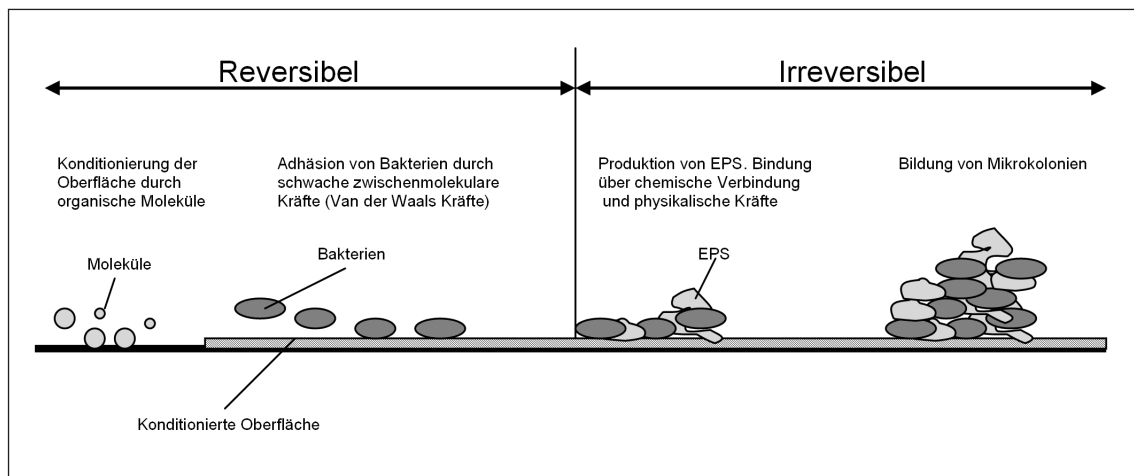 Reversibel
Irreversibel
Konditionierung der
Oberfläche durch
organische Moleküle
Adhäsion von Bakterien durch
schwache zwischenmolekulare
Kräfte (Van der Waals Kräfte)
Produktion von EPS. Bindung
über chemische Verbindung
und physikalische Kräfte
Bildung von Mikrokolonien
Moleküle
Bakterien
EPS
Konditionierte Oberfläche